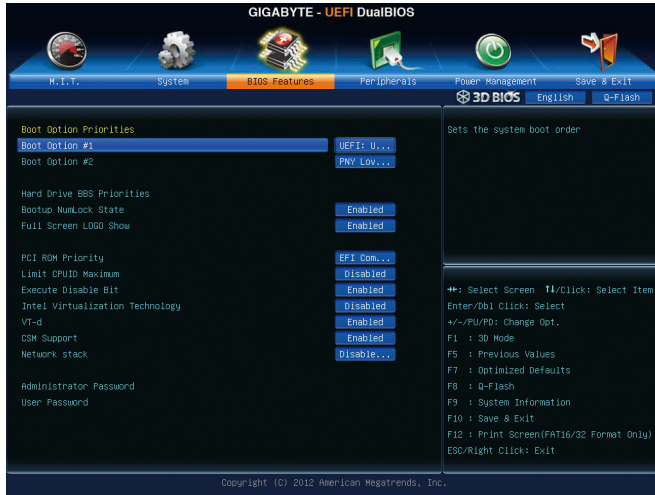 GIGABYTE - UEFI DualBIOS
M.I.T. System BIOS Features Peripherals Power Management Save & Exit
3D BIOS English Q-Flash
Boot Option Priorities
Boot Option #1 UEFI: U...
Boot Option #2 PNY Lov...
Hard Drive BBS Priorities
Bootup NumLock State Enabled
Full Screen LOGO Show Enabled
PCI ROM Priority EFI Com...
Limit CPUID Maximum Disabled
Execute Disable Bit Enabled
Intel Virtualization Technology Disabled
VT-d Enabled
CSM Support Enabled
Network stack Disable...
Administrator Password
User Password
Sets the system boot order
→←: Select Screen ↑↓/Click: Select Item
Enter/Dbl Click: Select
+/-/PU/PD: Change Opt.
F1 : 3D Mode
F5 : Previous Values
F7 : Optimized Defaults
F8 : Q-Flash
F9 : System Information
F10 : Save & Exit
F12 : Print Screen(FAT16/32 Format Only)
ESC/Right Click: Exit
Copyright (C) 2012 American Megatrends, Inc.